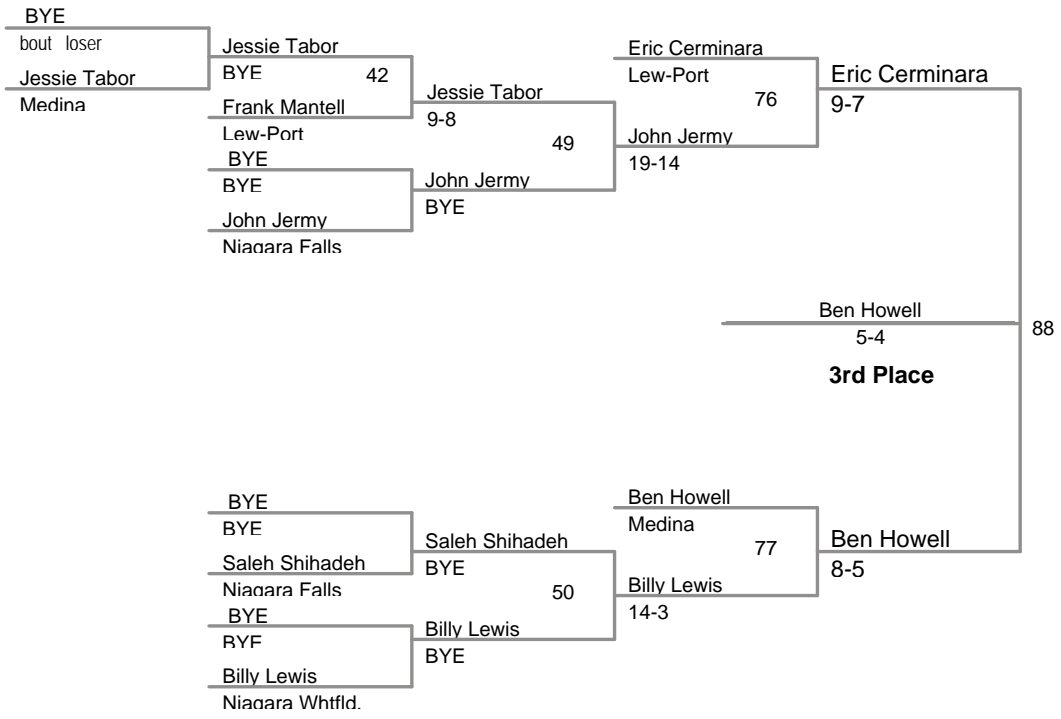 BYE
bout loser
Jessie Tabor
Medina
Jessie Tabor
BYE
42
Frank Mantell
Lew-Port
BYE
BYE
John Jermy
Niagara Falls
Jessie Tabor
9-8
49
John Jermy
BYE
Eric Cerminara
Lew-Port
76
John Jermy
19-14
Eric Cerminara
9-7
Ben Howell
5-4
3rd Place
88
BYE
BYE
Saleh Shihadeh
Niagara Falls
BYE
BYE
Billy Lewis
Niagara Whtfld.
Saleh Shihadeh
BYE
50
Billy Lewis
BYE
Ben Howell
Medina
77
Billy Lewis
14-3
Ben Howell
8-5